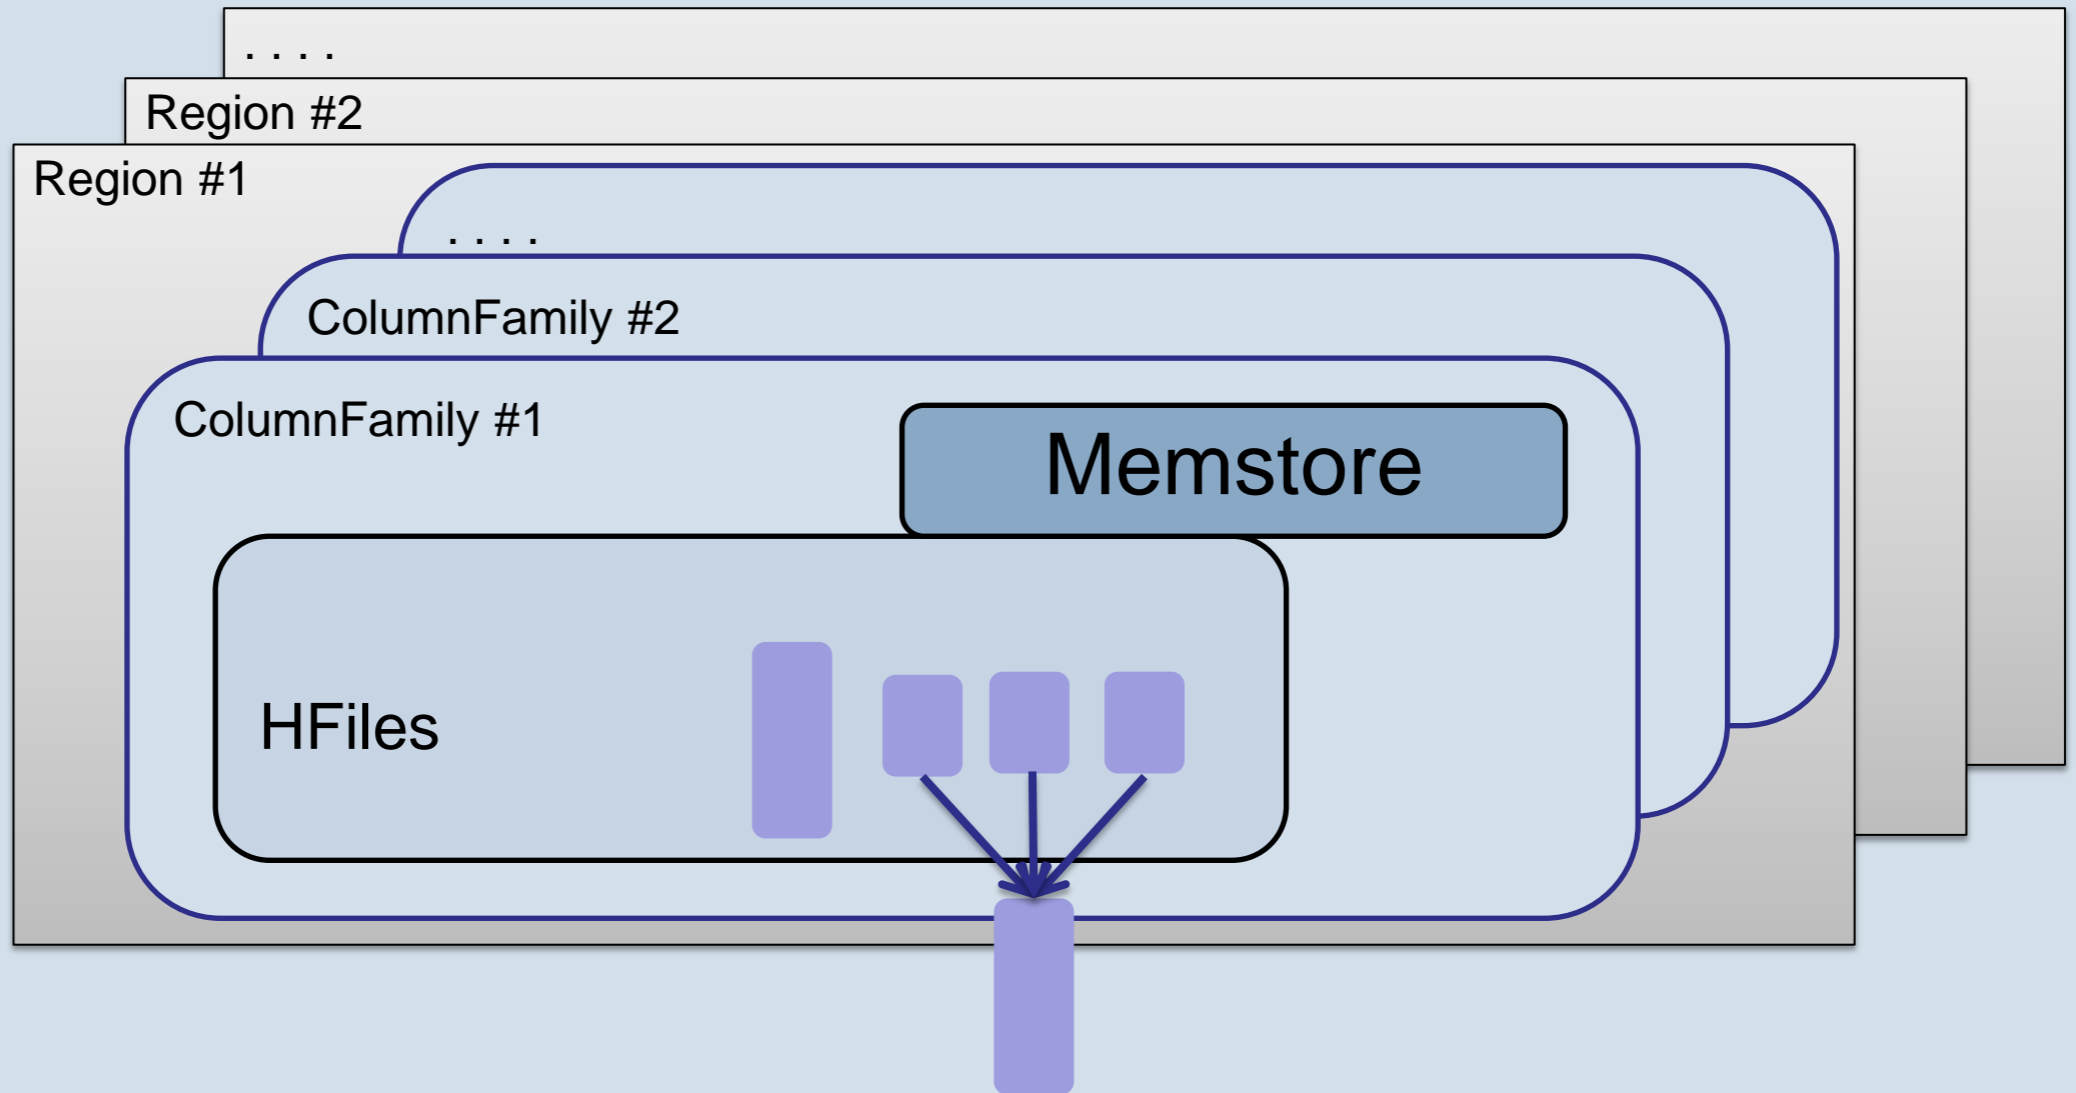 . . . .
Region #2
Region #1
. . . .
ColumnFamily #2
ColumnFamily #1
Memstore
HFiles